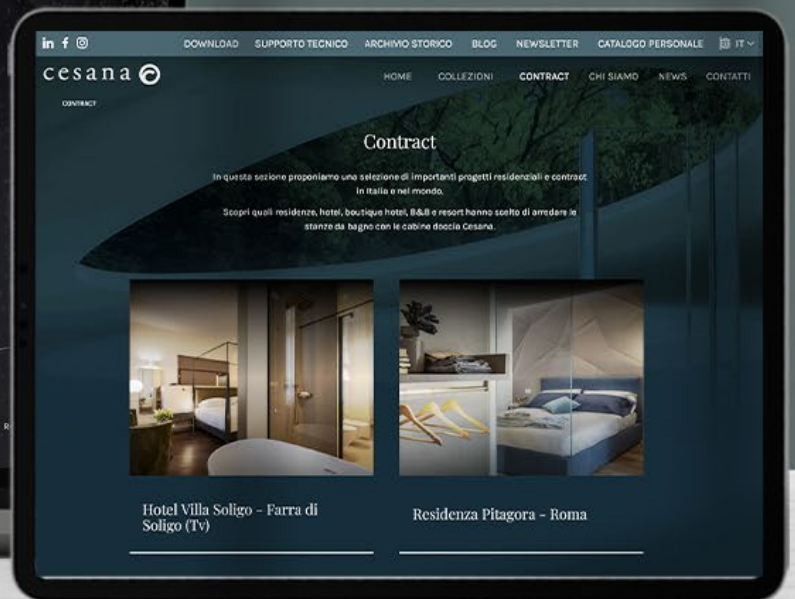 DOWNLOAD SUPPORTO TECNICO ARCHIVIO STORICO BLOG NEWSLETTER CATALOGO PERSONALE IT
cesana
HOME COLLEZIONI CONTRACT CHI SIAMO NEWS CONTATTI
CONTRACT
Contract
In questa sezione proponiamo una selezione di importanti progetti residenziali e contract
in Italia e nel mondo.
Scopri quali residenze, hotel, boutique hotel, B&B e resort hanno scelto di arredare le
stanze da bagno con le cabine doccia Cesana.
Hotel Villa Soligo – Farra di
Soligo (Tv)
Residenza Pitagora – Roma